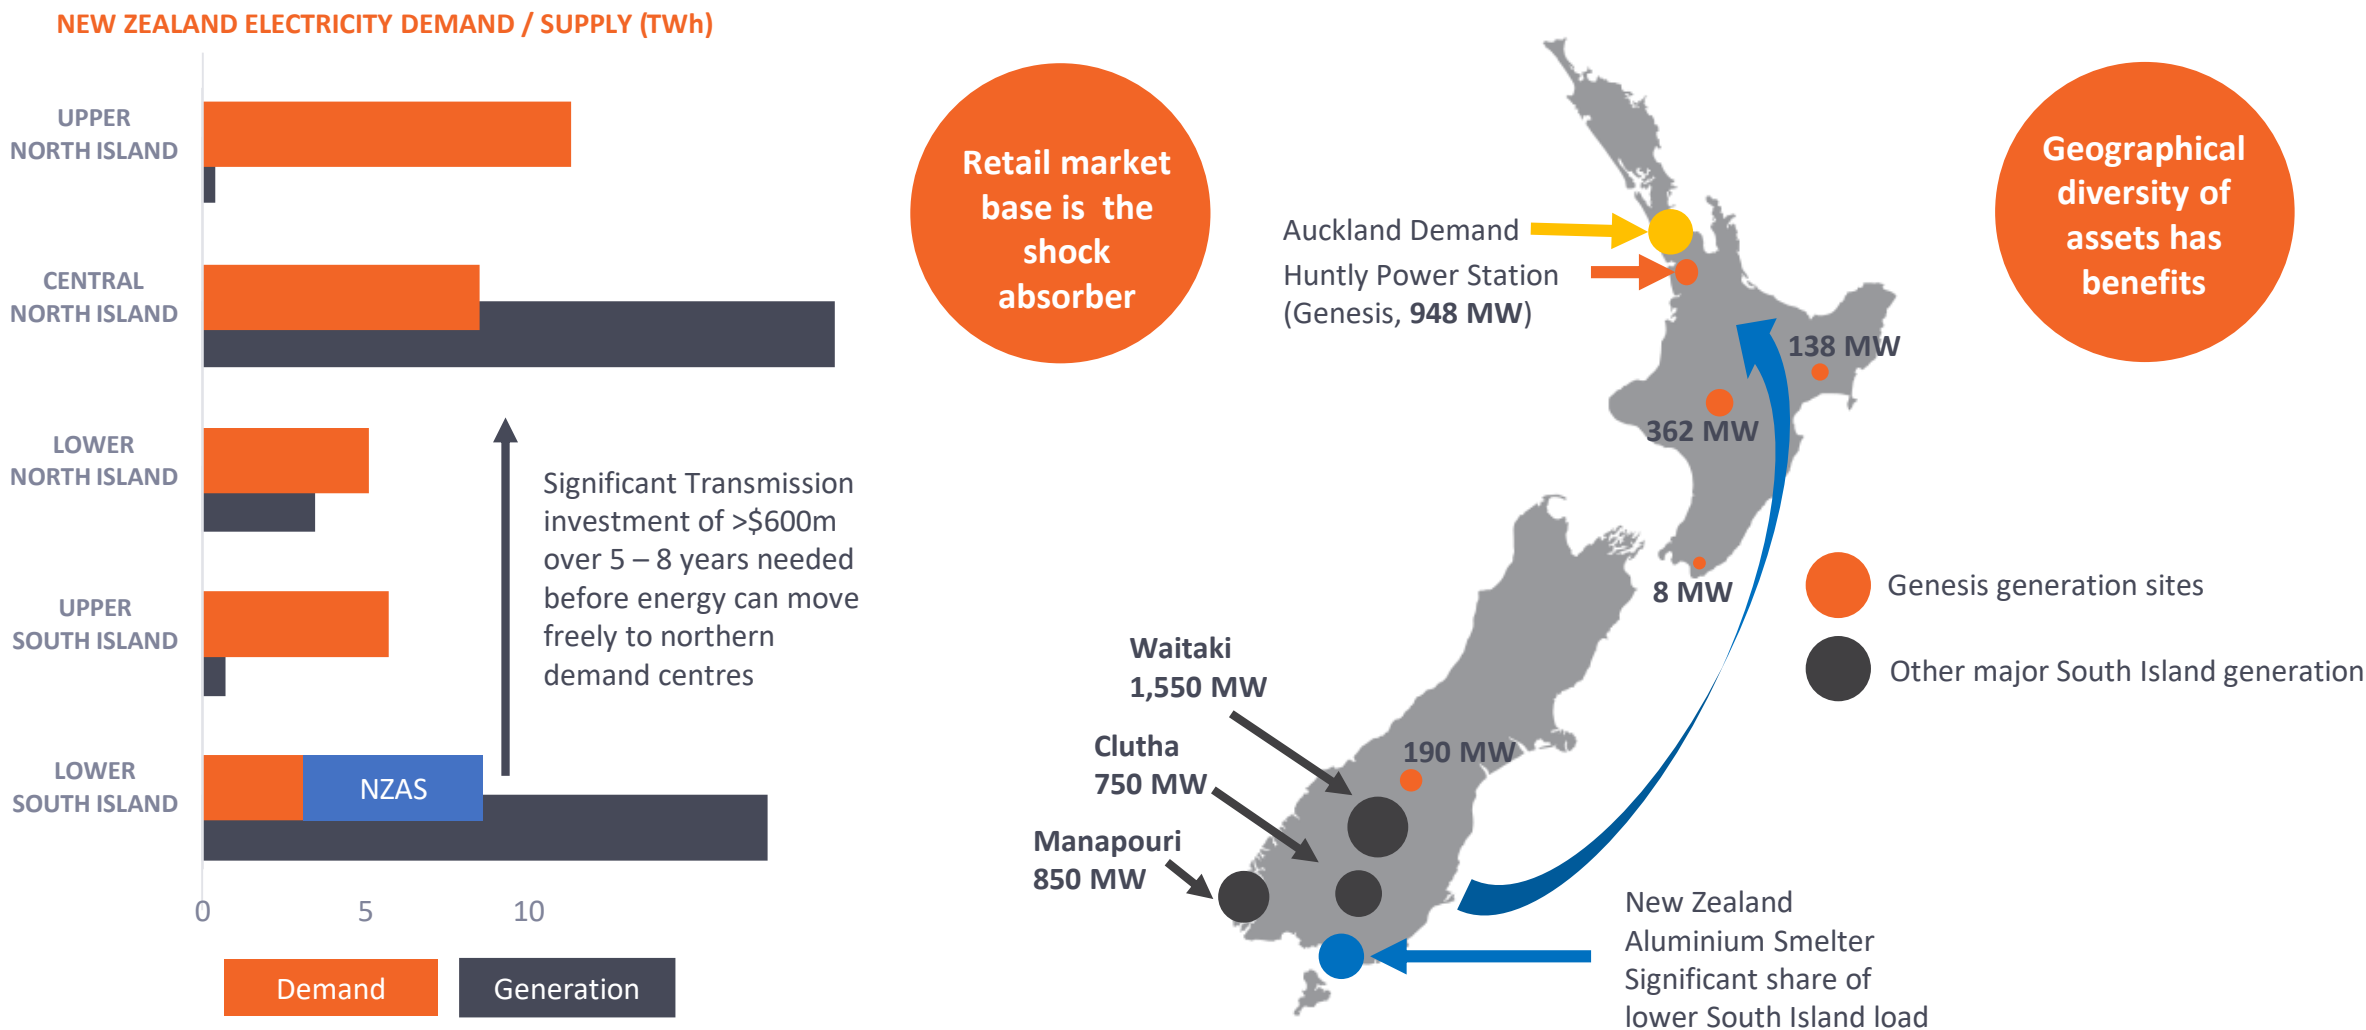 NEW ZEALAND ELECTRICITY DEMAND / SUPPLY (TWh)
UPPER
NORTH ISLAND
CENTRAL
NORTH ISLAND
LOWER
NORTH ISLAND
UPPER
SOUTH ISLAND
LOWER
SOUTH ISLAND
NZAS
0 5 10
Demand
Generation
Significant Transmission
investment of >$600m
over 5 – 8 years needed
before energy can move
freely to northern
demand centres
Retail market
base is the
shock
absorber
Auckland Demand
Huntly Power Station
(Genesis, 948 MW)
Geographical
diversity of
assets has
benefits
138 MW
362 MW
8 MW
Genesis generation sites
Other major South Island generation
Waitaki
1,550 MW
Clutha
750 MW
190 MW
Manapouri
850 MW
New Zealand
Aluminium Smelter
Significant share of
lower South Island load